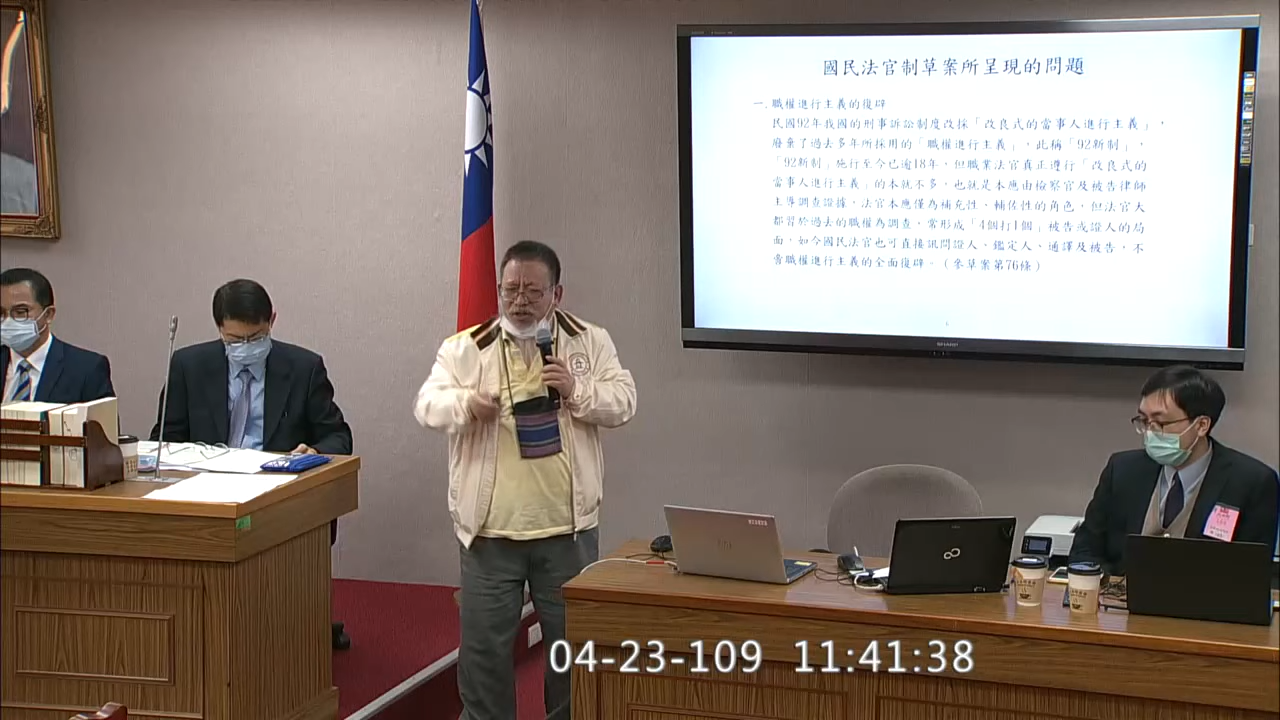 國民法官制草案所呈現的問題
一.職權進行主義的復辟
民國92年我國的刑事訴訟制度改採「改良式的當事人進行主義」，
廢棄了過去多年所採用的「職權進行主義」，此稱「92新制」，
「92新制」施行至今已逾18年，但職業法官真正遵行「改良式的
當事人進行主義」的本就不多，也就是本應由檢察官及被告律師
主導調查證據，法官本應僅為補充性、輔佐性的角色，但法官大
都習於過去的職權為調查，常形成「4個打1個」被告或證人的局
面，如今國民法官也可直接訊問證人、鑑定人、通譯及被告，不
啻職權進行主義的全面復辟。（參草案第76條）
SHARP
04-23-109 11:41:38